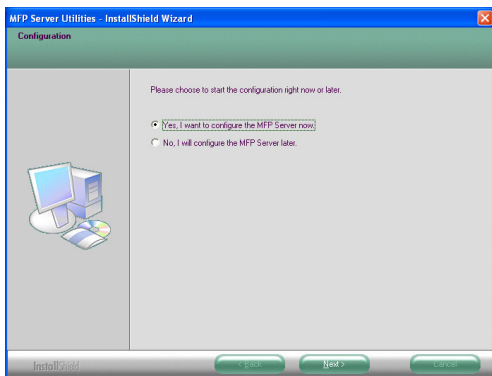 MFP Server Utilities - InstallShield Wizard
Configuration
Please choose to start the configuration right now or later.
Yes, I want to configure the MFP Server now.
No, I will configure the MFP Server later.
InstallShield
< Back
Next >
Cancel